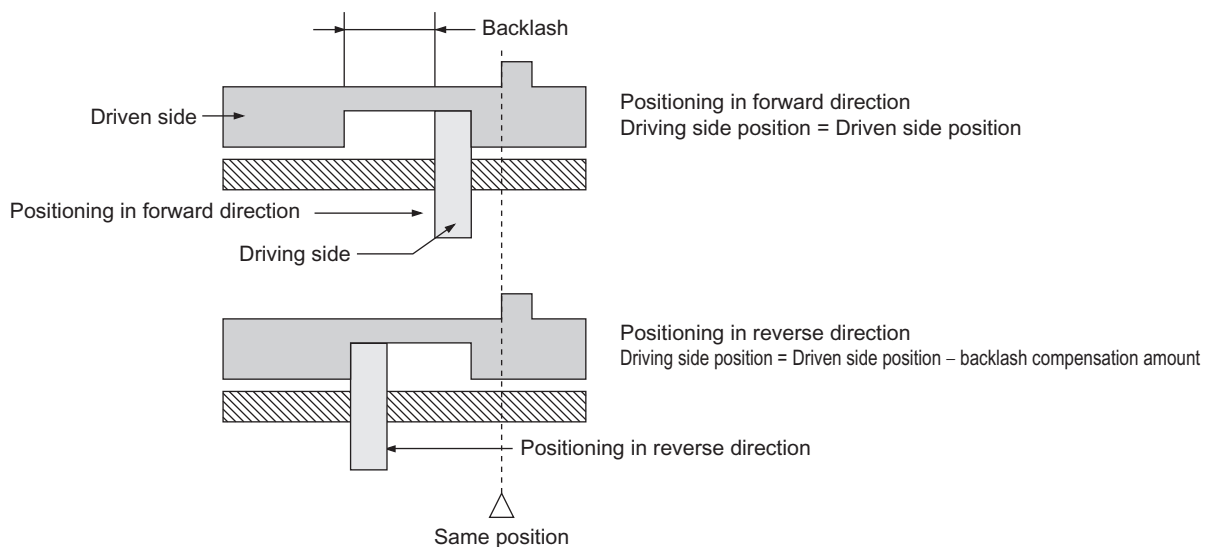 Backlash
Driven side
Positioning in forward direction
Driving side position = Driven side position
Positioning in forward direction
Driving side
Positioning in reverse direction
Driving side position = Driven side position – backlash compensation amount
Positioning in reverse direction
Same position